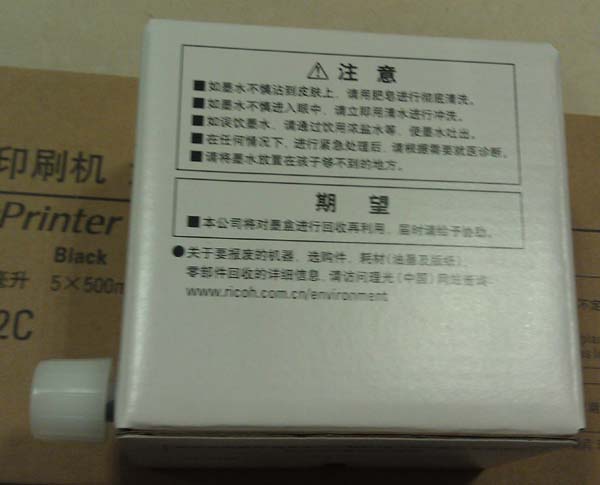 ⚠ 注 意
■如墨水不慎沾到皮肤上，请用肥皂进行彻底清洗。
■如墨水不慎进入眼中，请立即用清水进行冲洗。
■如误饮墨水，请通过饮用浓盐水等，使墨水吐出。
■在任何情况下，进行紧急处理后，请根据需要就医诊断。
■请将墨水放置在孩子够不到的地方。
期 望
■本公司将对墨盒进行回收再利用，届时请给予协助。
●关于要报废的机器、选购件、耗材(油墨及版纸)、
零部件回收的详细信息，请访问理光(中国)网站查询
www.ricoh.com.cn/environment
印刷机
Printer
Black
毫升 5×500m
2C